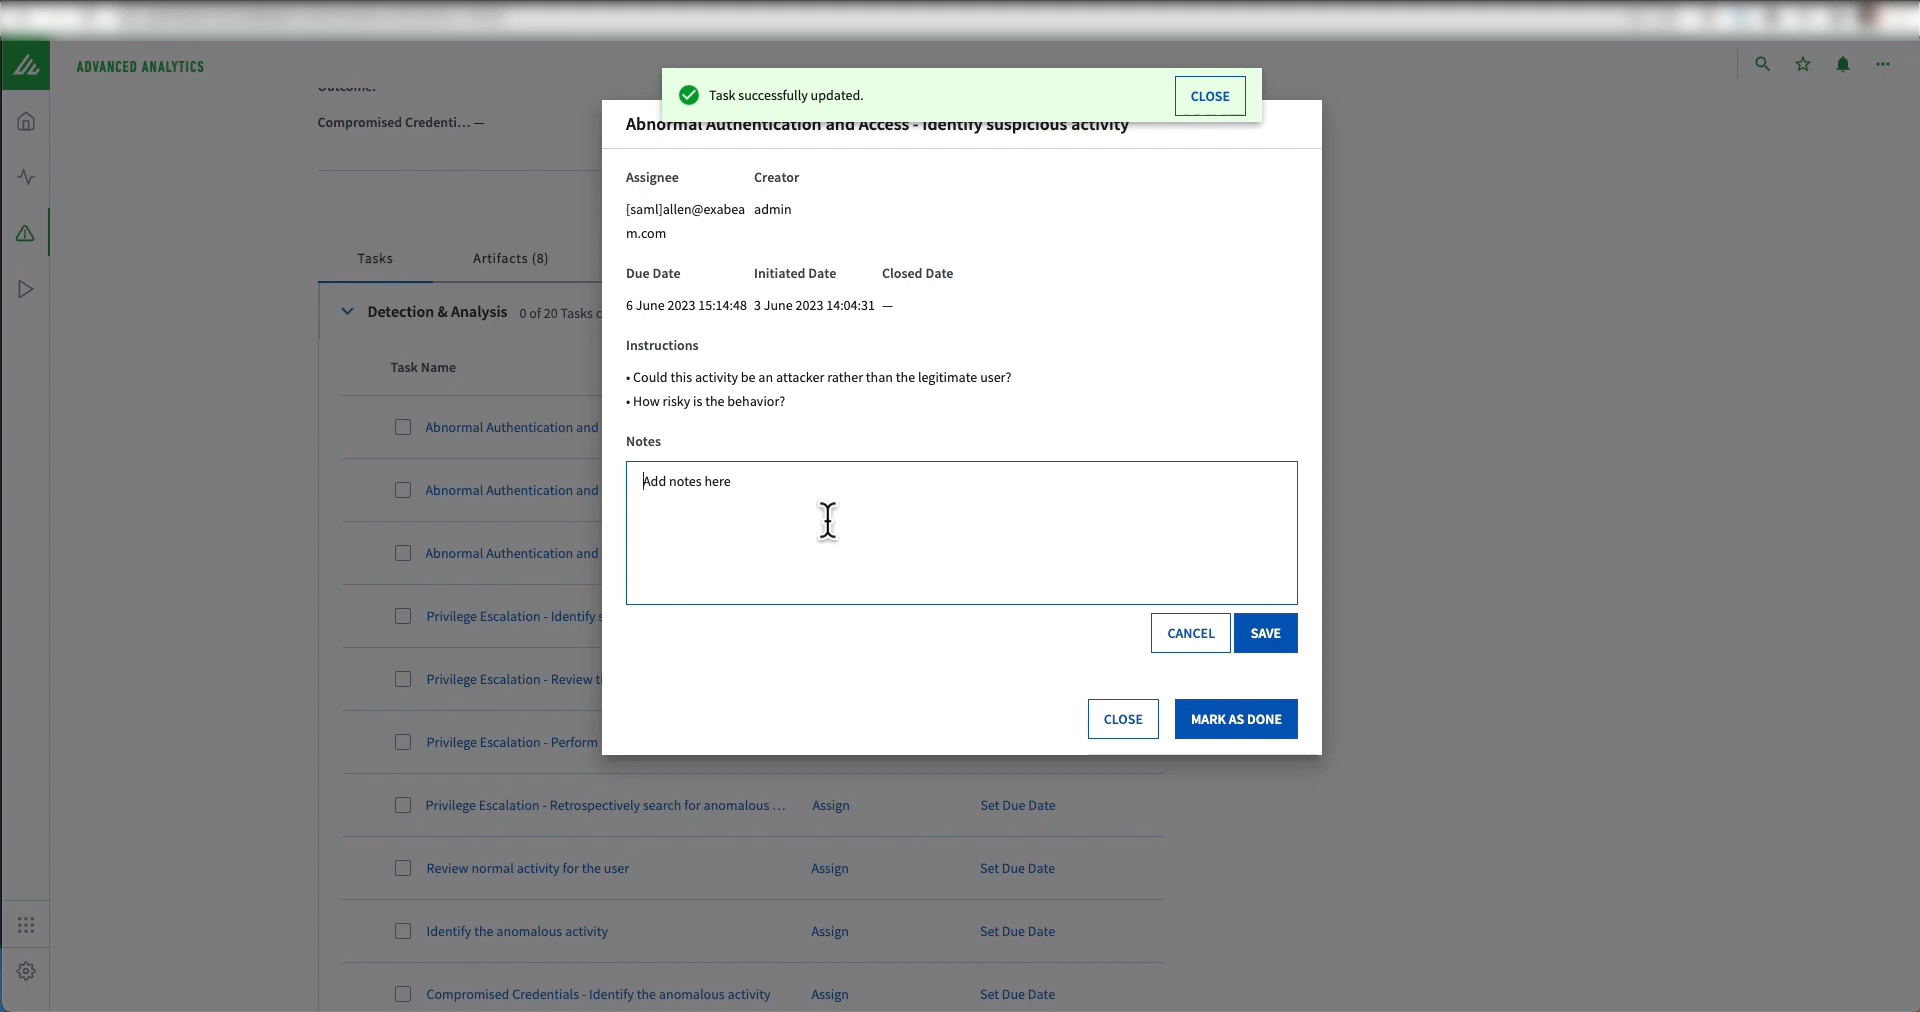 ADVANCED ANALYTICS
Task successfully updated.
CLOSE
Outcome:
Compromised Credenti... —
Abnormal Authentication and Access - Identify suspicious activity
Assignee
Creator
[saml]allen@exabea
m.com
admin
Due Date
Initiated Date
Closed Date
6 June 2023 15:14:48
3 June 2023 14:04:31
—
Instructions
• Could this activity be an attacker rather than the legitimate user?
• How risky is the behavior?
Notes
Add notes here
CANCEL
SAVE
CLOSE
MARK AS DONE
Tasks
Artifacts (8)
Detection & Analysis
0 of 20 Tasks c
Task Name
Abnormal Authentication and
Abnormal Authentication and
Abnormal Authentication and
Privilege Escalation - Identify s
Privilege Escalation - Review t
Privilege Escalation - Perform
Privilege Escalation - Retrospectively search for anomalous ...
Assign
Set Due Date
Review normal activity for the user
Assign
Set Due Date
Identify the anomalous activity
Assign
Set Due Date
Compromised Credentials - Identify the anomalous activity
Assign
Set Due Date